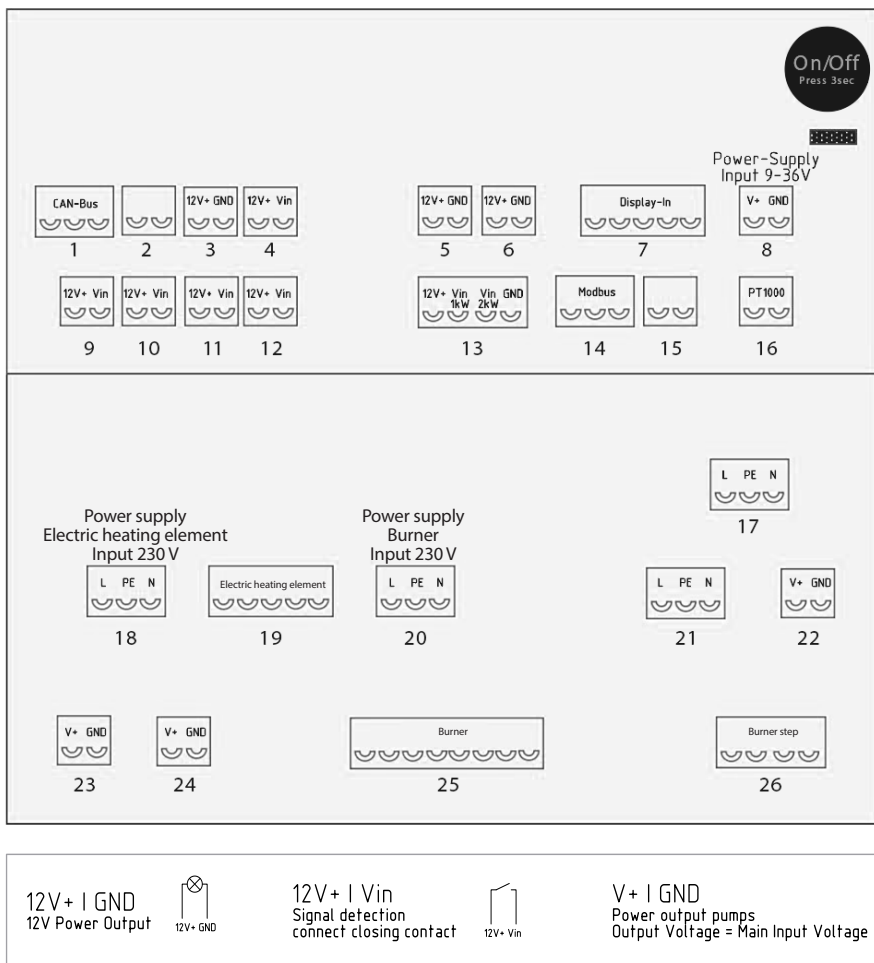 On/Off
Press 3sec
Power-Supply
Input 9-36V
CAN-Bus
12V+ GND
12V+ Vin
12V+ GND
12V+ GND
Display-In
V+ GND
1
2
3
4
5
6
7
8
12V+ Vin
12V+ Vin
12V+ Vin
12V+ Vin
12V+ Vin Vin GND
1kW 2kW
Modbus
PT1000
9
10
11
12
13
14
15
16
L PE N
17
Power supply
Electric heating element
Input 230 V
Power supply
Burner
Input 230 V
L PE N
Electric heating element
L PE N
L PE N
V+ GND
18
19
20
21
22
V+ GND
V+ GND
Burner
Burner step
23
24
25
26
12V+ | GND
12V Power Output
12V+ GND
12V+ | Vin
Signal detection
connect closing contact
12V+ Vin
V+ | GND
Power output pumps
Output Voltage = Main Input Voltage